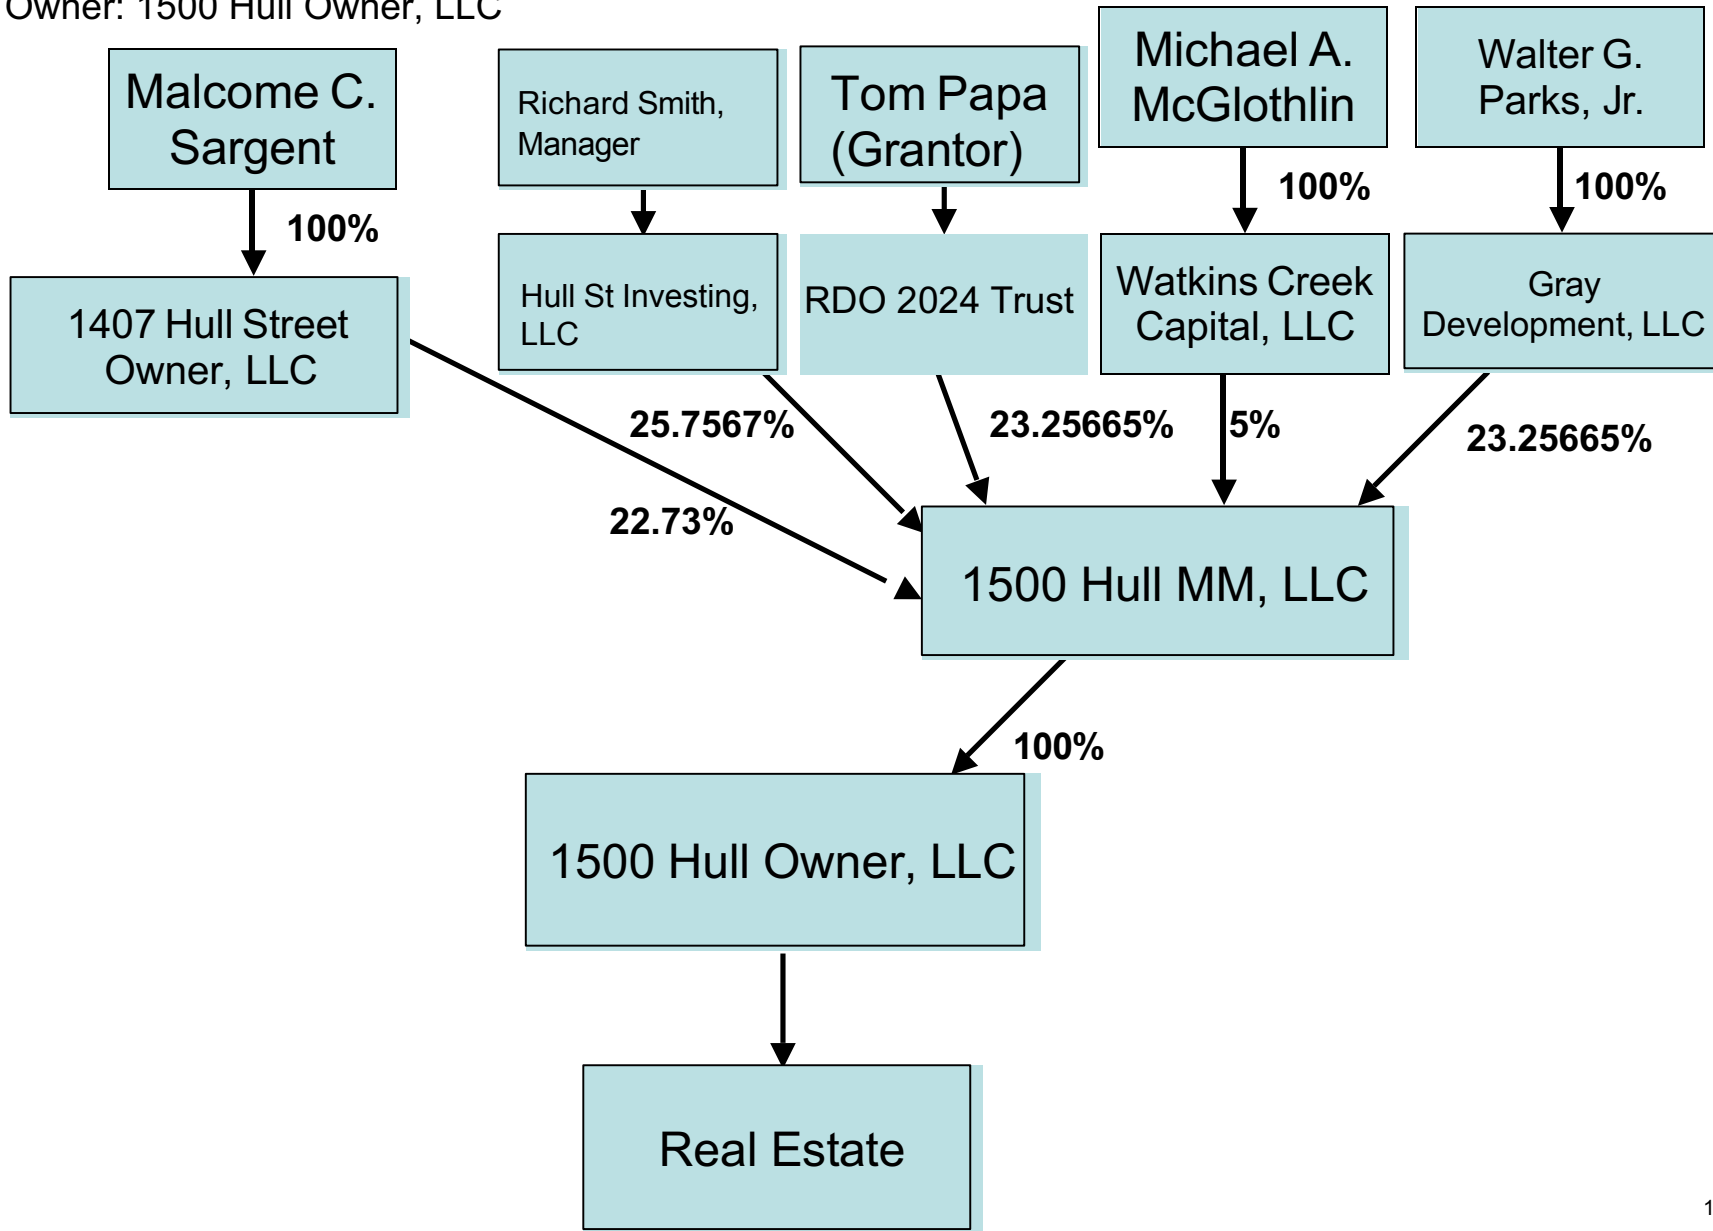 Owner: 1500 Hull Owner, LLC
Malcome C.
Sargent
Richard Smith,
Manager
Tom Papa
(Grantor)
Michael A.
McGlothlin
Walter G.
Parks, Jr.
100%
100%
100%
1407 Hull Street
Owner, LLC
Hull St Investing,
LLC
RDO 2024 Trust
Watkins Creek
Capital, LLC
Gray
Development, LLC
25.7567%
23.25665%
5%
23.25665%
22.73%
1500 Hull MM, LLC
100%
1500 Hull Owner, LLC
Real Estate
1